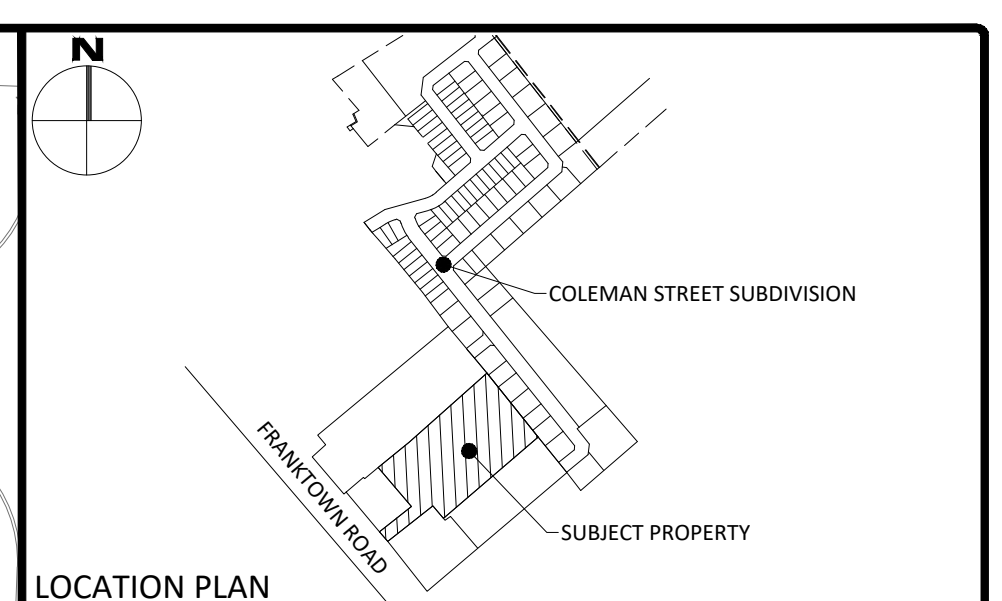 N
COLEMAN STREET SUBDIVISION
FRANKTOWN ROAD
SUBJECT PROPERTY
LOCATION PLAN